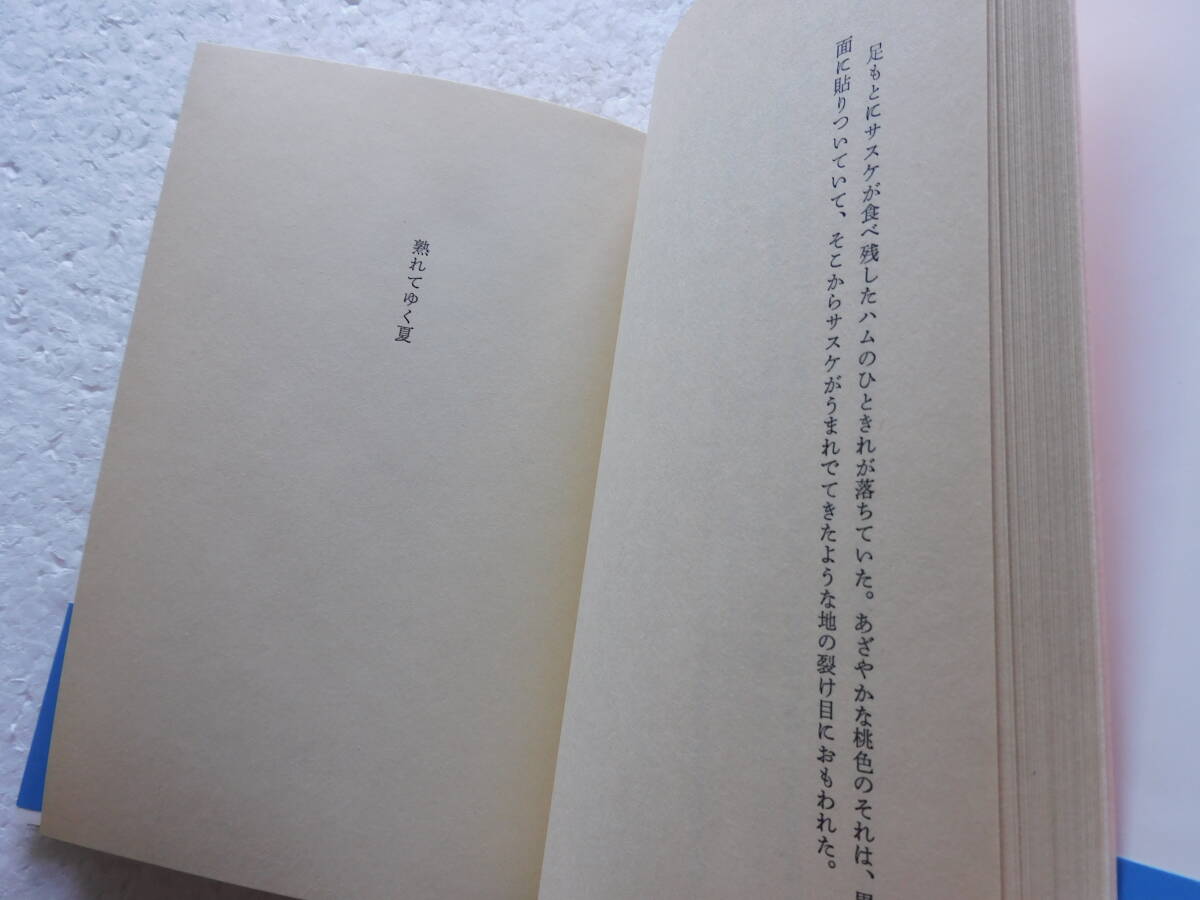 足もとにサスケが食べ残したハムのひときれが落ちていた。あざやかな桃色のそれは、
面に貼りついていて、そこからサスケがうまれでてきたような地の裂け目におもわれた。
熟れてゆく夏